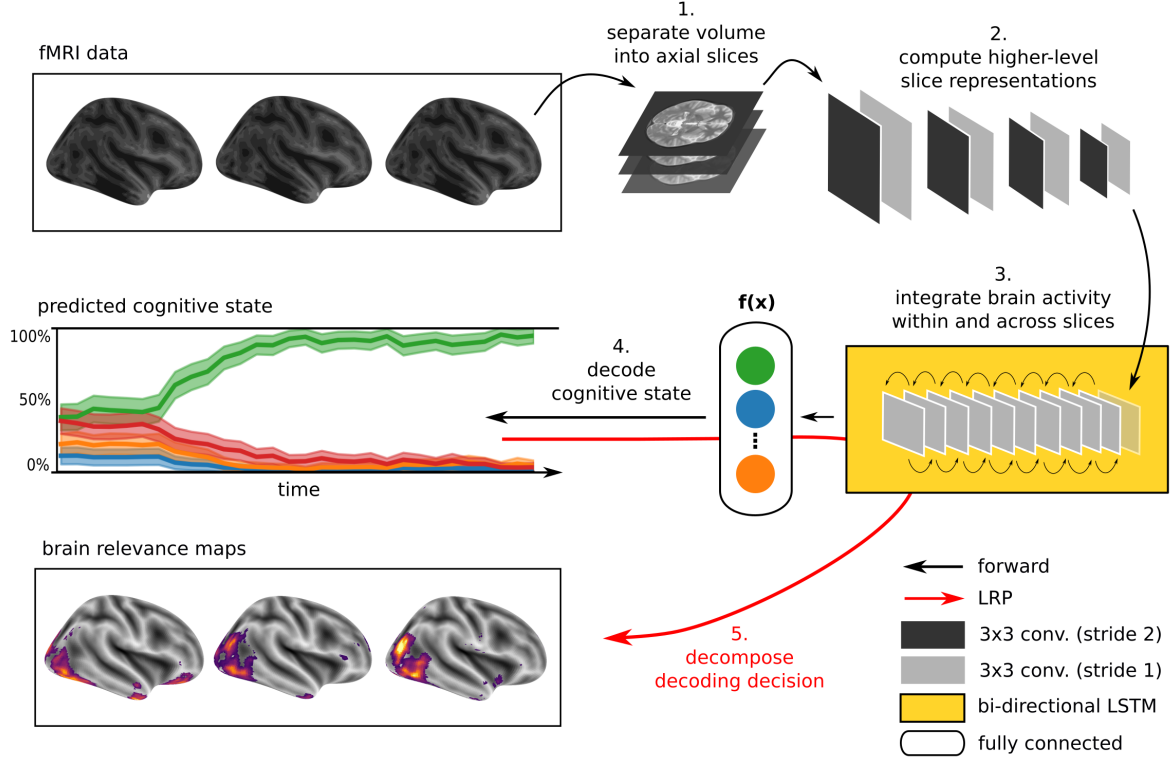 fMRI data
1.
separate volume
into axial slices
2.
compute higher-level
slice representations
3.
integrate brain activity
within and across slices
predicted cognitive state
100%
50%
0%
time
4.
decode
cognitive state
f(x)
brain relevance maps
5.
decompose
decoding decision
forward
LRP
3x3 conv. (stride 2)
3x3 conv. (stride 1)
bi-directional LSTM
fully connected